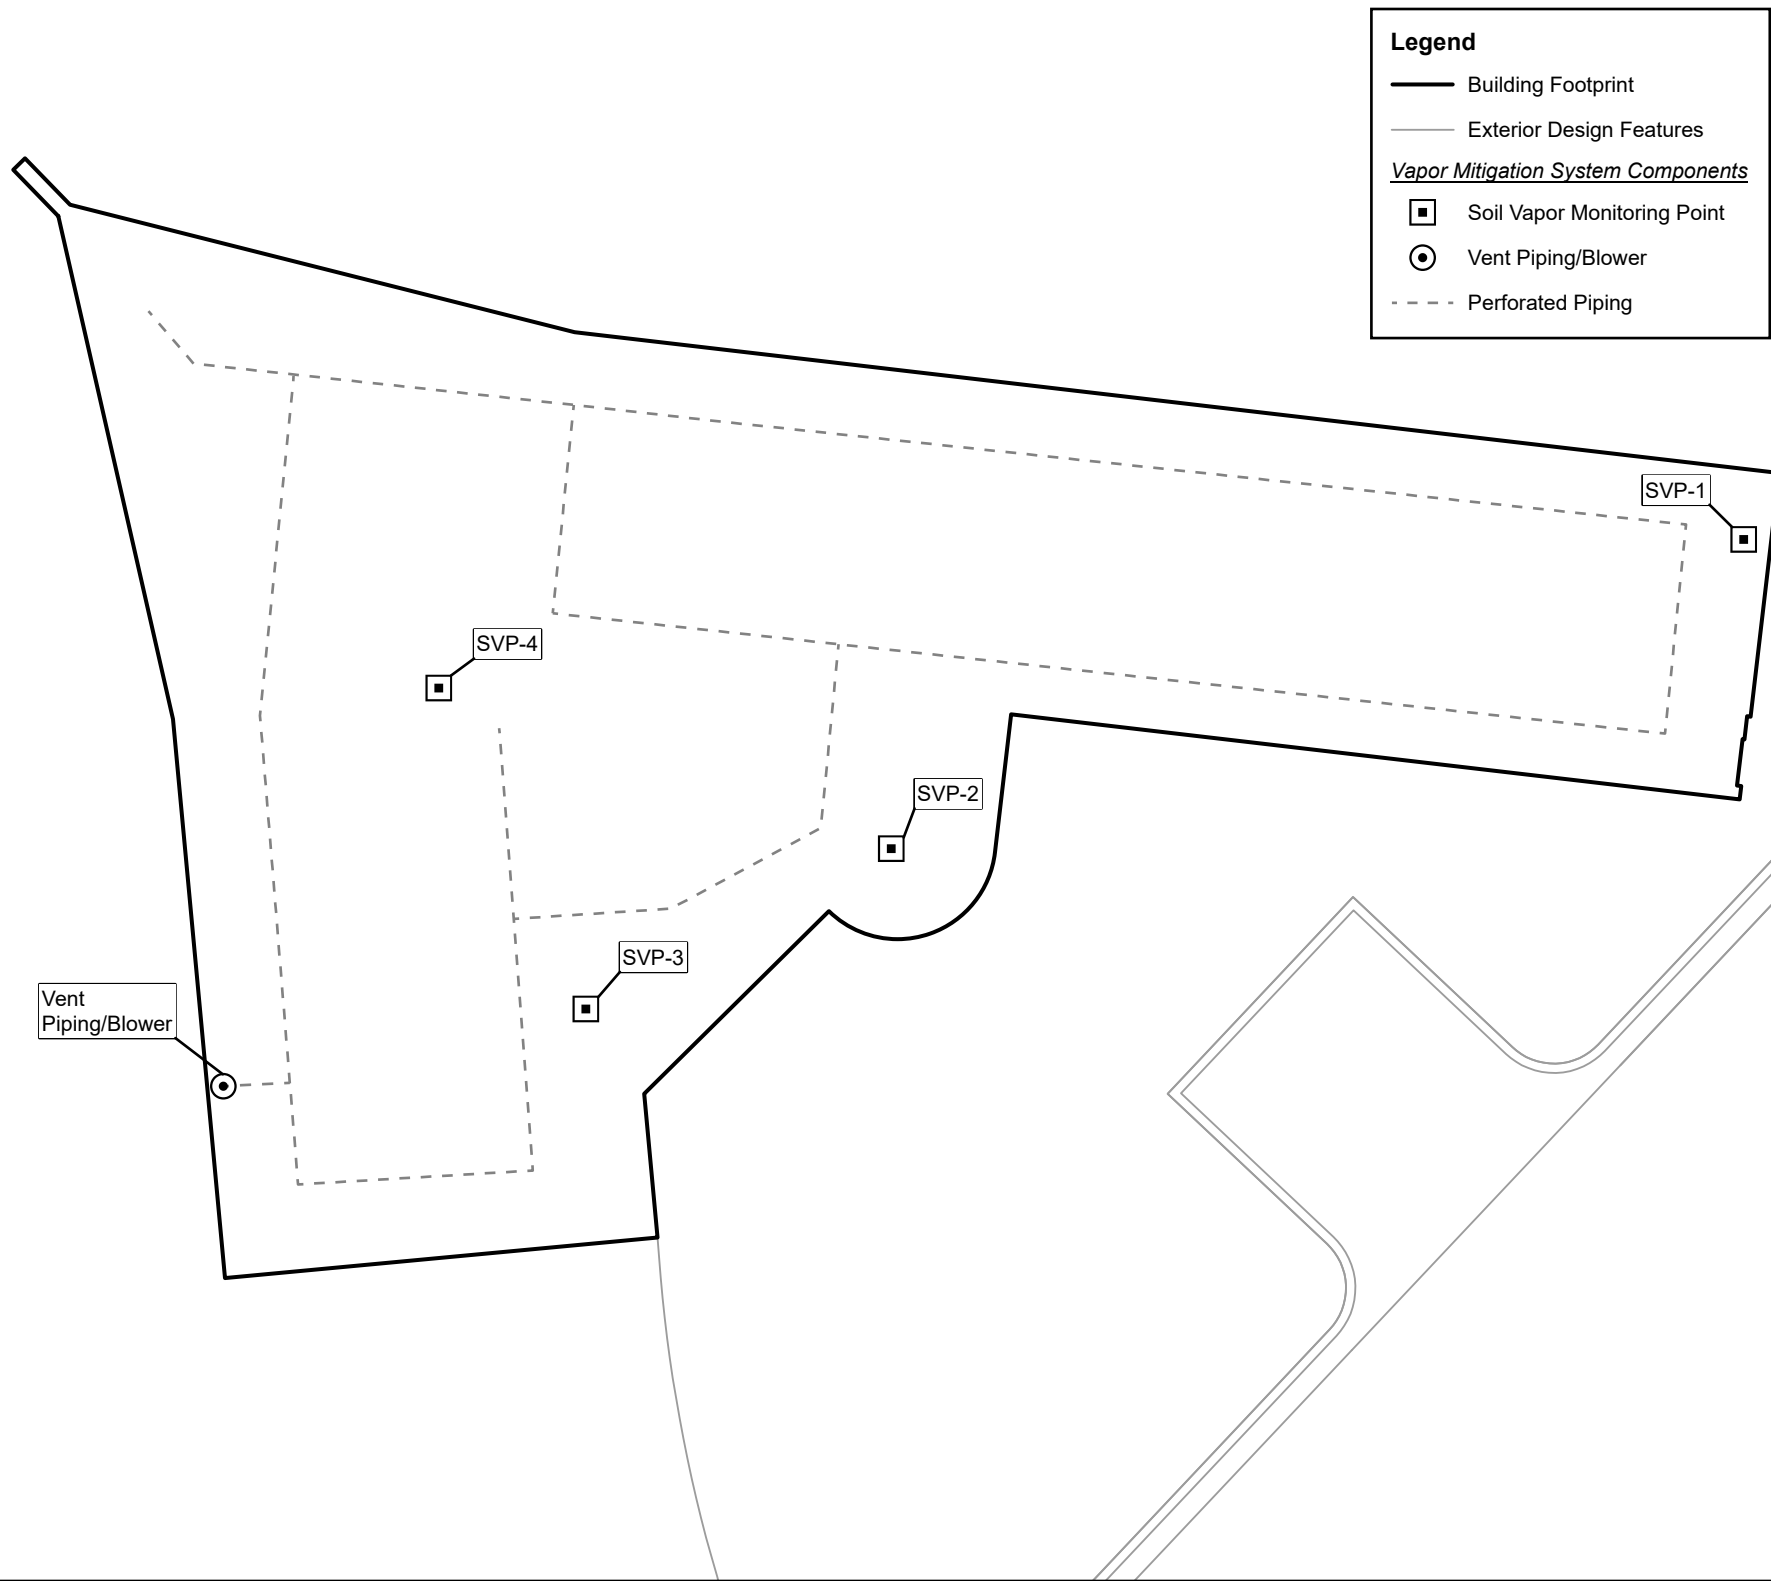 Legend
Building Footprint
Exterior Design Features
Vapor Mitigation System Components
Soil Vapor Monitoring Point
Vent Piping/Blower
Perforated Piping
SVP-1
SVP-4
SVP-2
SVP-3
Vent
Piping/Blower